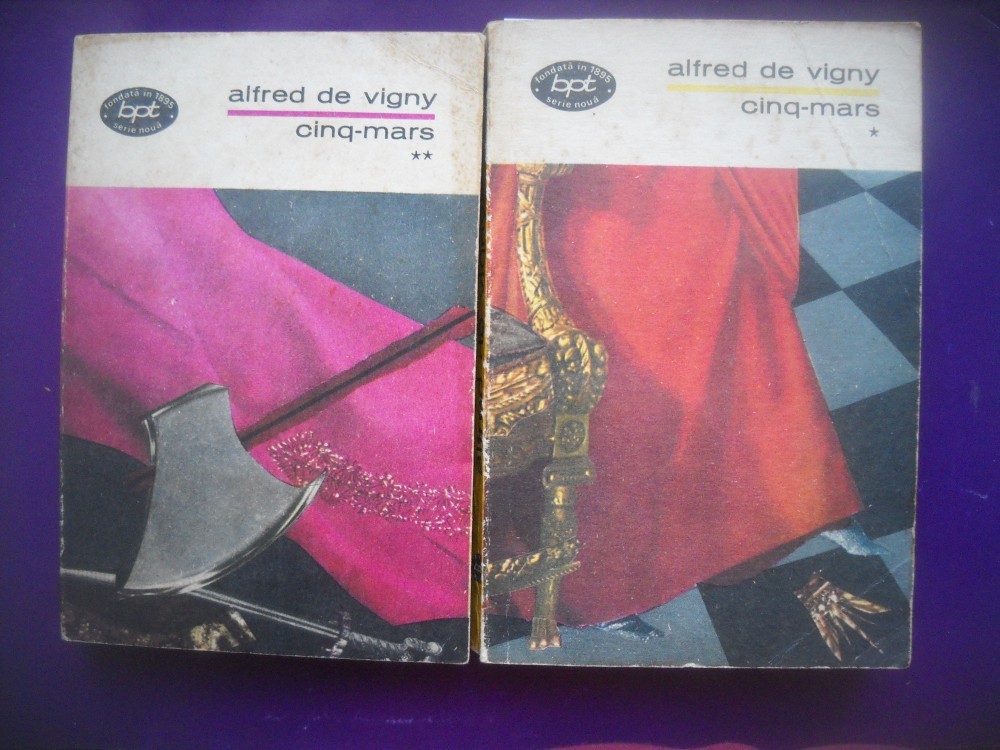 fondată în 1895
bpt
serie nouă
alfred de vigny
cinq-mars
**
fondată în 1895
bpt
serie nouă
alfred de vigny
cinq-mars
*